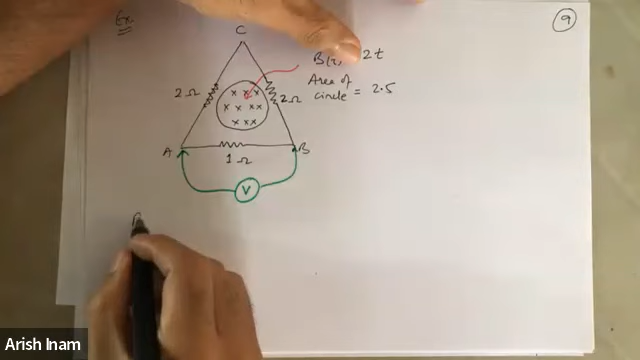 Ex.
9
C
B(t) 2t
Area of
circle = 2.5
2 Ω
x x x
2 Ω
x x x x
x x x
A
B
1 Ω
V
Arish Inam